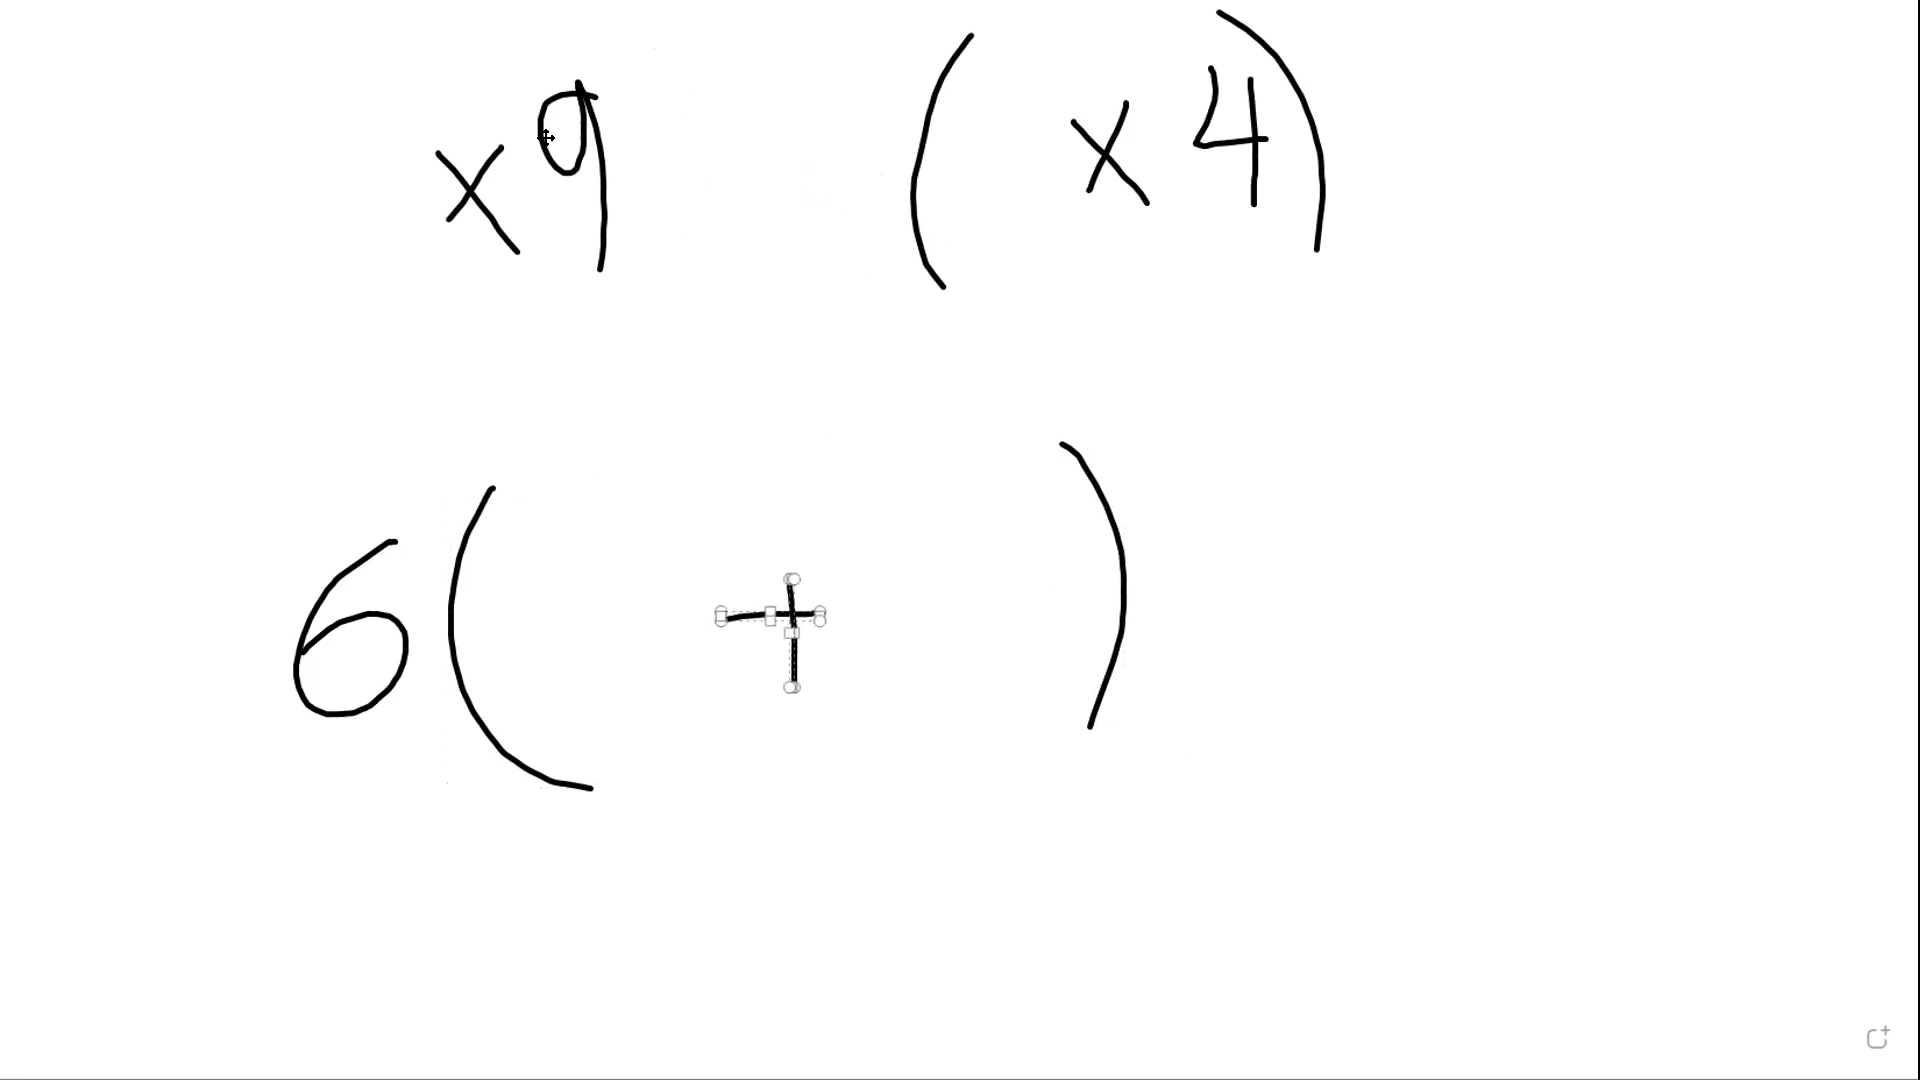 x⁹ ( x⁴ )
6 ( + )